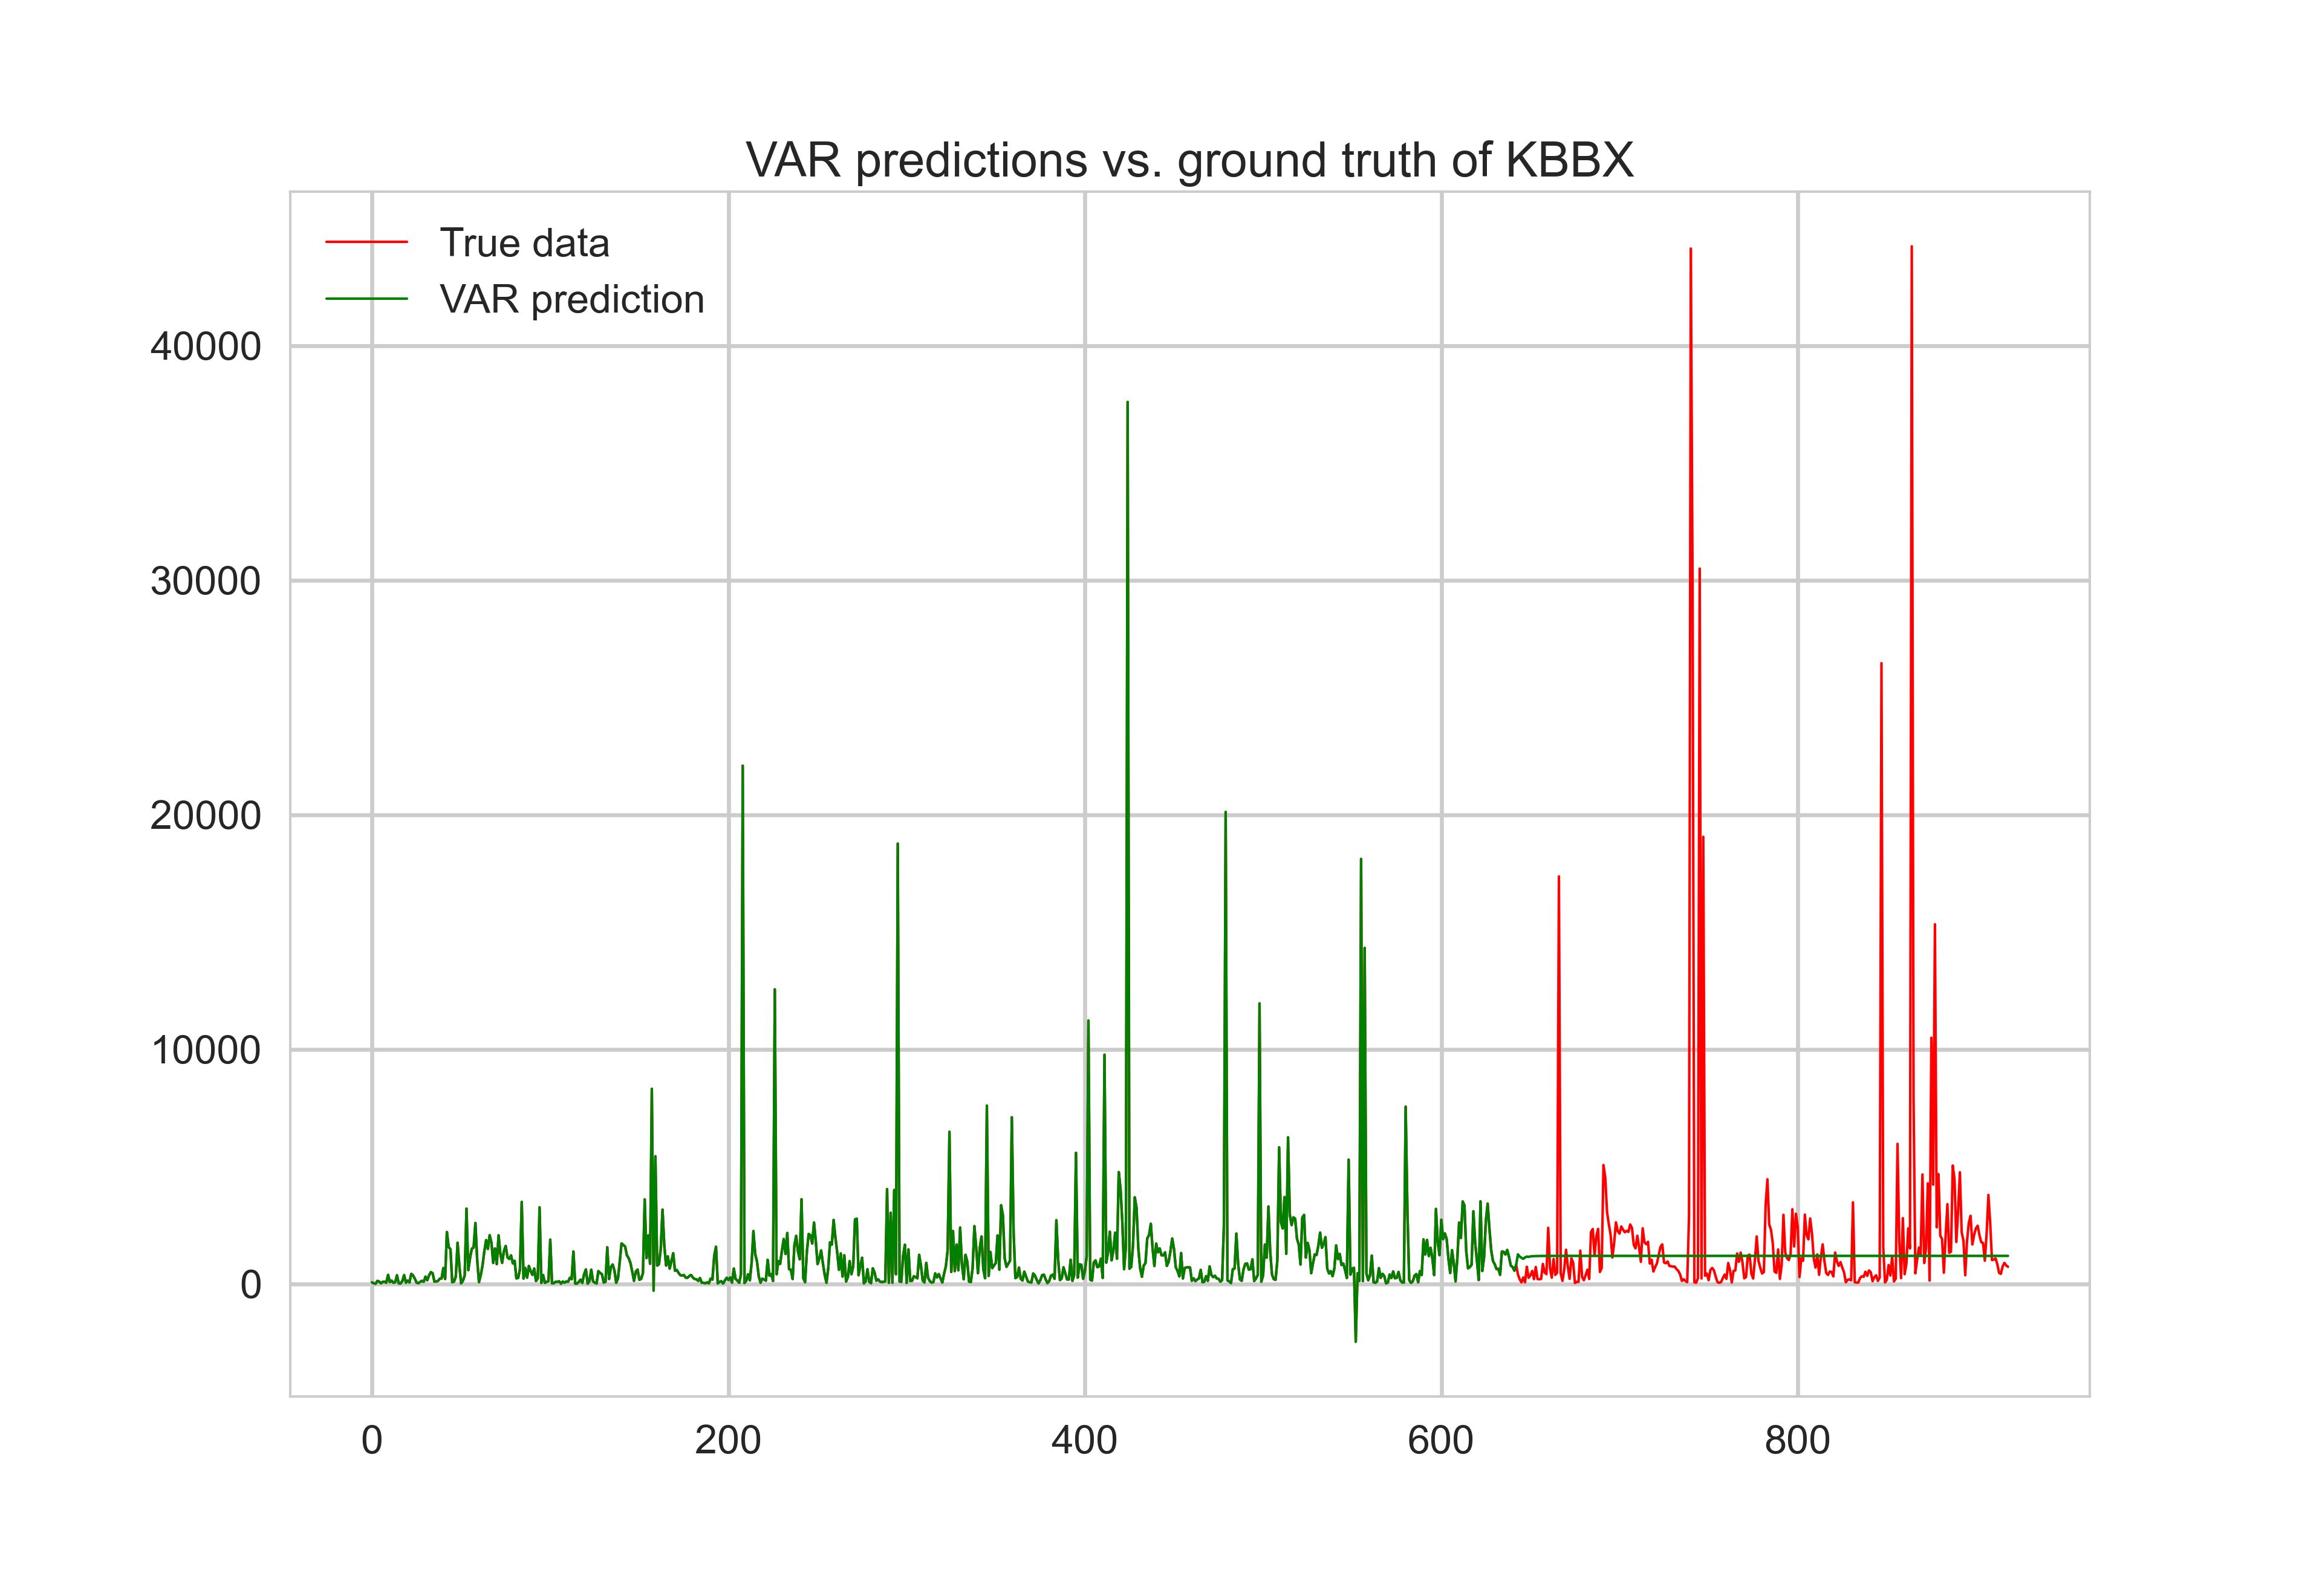 VAR predictions vs. ground truth of KBBX
True data
VAR prediction
40000
30000
20000
10000
0
0 200 400 600 800